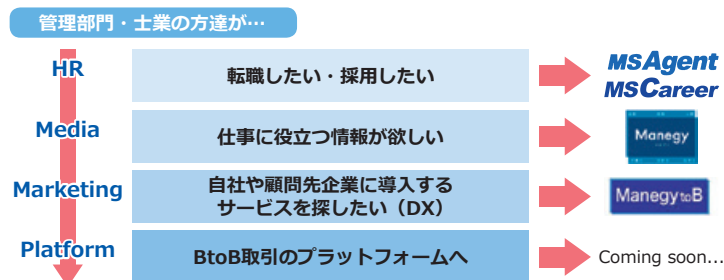 管理部門・士業の方達が…
HR
転職したい・採用したい
MSAgent
MSCareer
Media
仕事に役立つ情報が欲しい
Manegy
Marketing
自社や顧問先企業に導入する
サービスを探したい（DX）
ManegytoB
Platform
BtoB取引のプラットフォームへ
Coming soon...